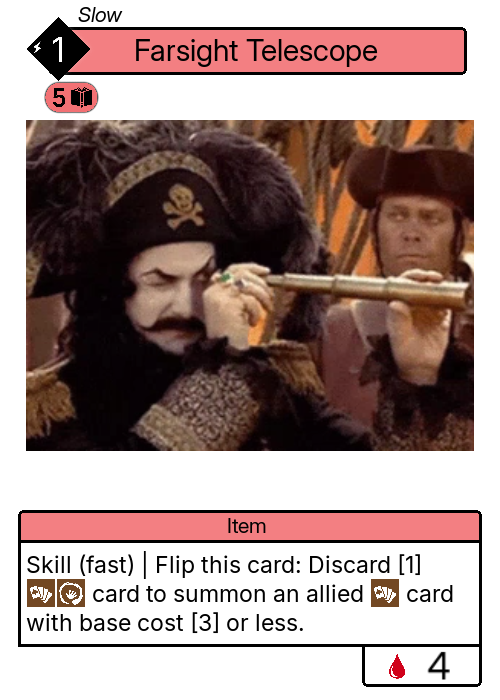 Slow
1
Farsight Telescope
5
Item
Skill (fast) | Flip this card: Discard [1]
card to summon an allied card
with base cost [3] or less.
4